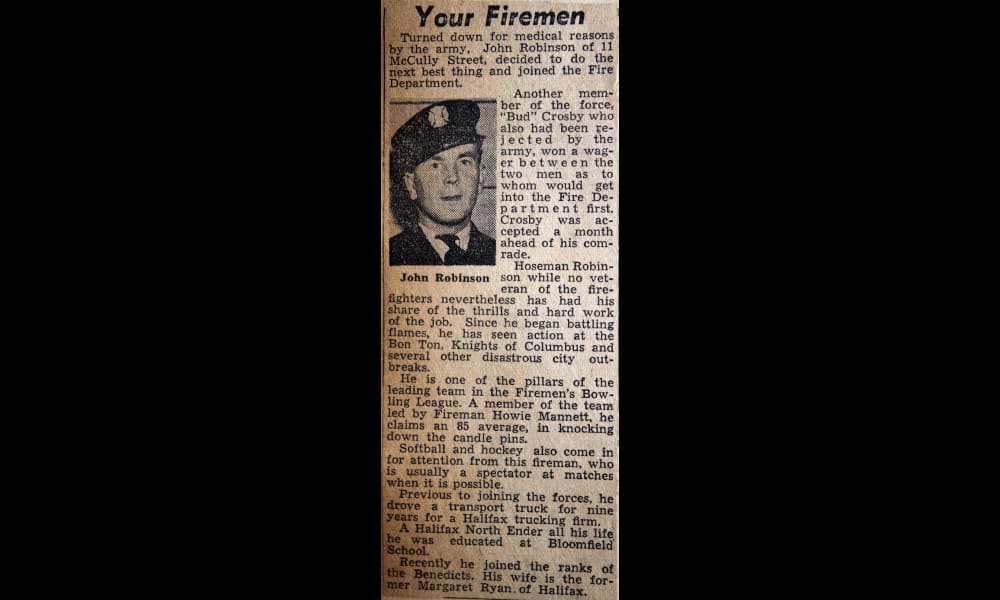 Your Firemen
Turned down for medical reasons
by the army, John Robinson of 11
McCully Street, decided to do the
next best thing and joined the Fire
Department.
Another mem-
ber of the force,
"Bud" Crosby who
also had been re-
jected by the
army, won a wag-
er between the
two men as to
whom would get
into the Fire De-
partment first.
Crosby was ac-
cepted a month
ahead of his com-
rade.
John Robinson
Hoseman Robin-
son while no vet-
eran of the fire-
fighters nevertheless has had his
share of the thrills and hard work
of the job. Since he began battling
flames, he has seen action at the
Bon Ton, Knights of Columbus and
several other disastrous city out-
breaks.
He is one of the pillars of the
leading team in the Firemen's Bow-
ling League. A member of the team
led by Fireman Howie Mannett, he
claims an 85 average, in knocking
down the candle pins.
Softball and hockey also come in
for attention from this fireman, who
is usually a spectator at matches
when it is possible.
Previous to joining the forces, he
drove a transport truck for nine
years for a Halifax trucking firm.
A Halifax North Ender all his life
he was educated at Bloomfield
School.
Recently he joined the ranks of
the Benedicts. His wife is the for-
mer Margaret Ryan, of Halifax.